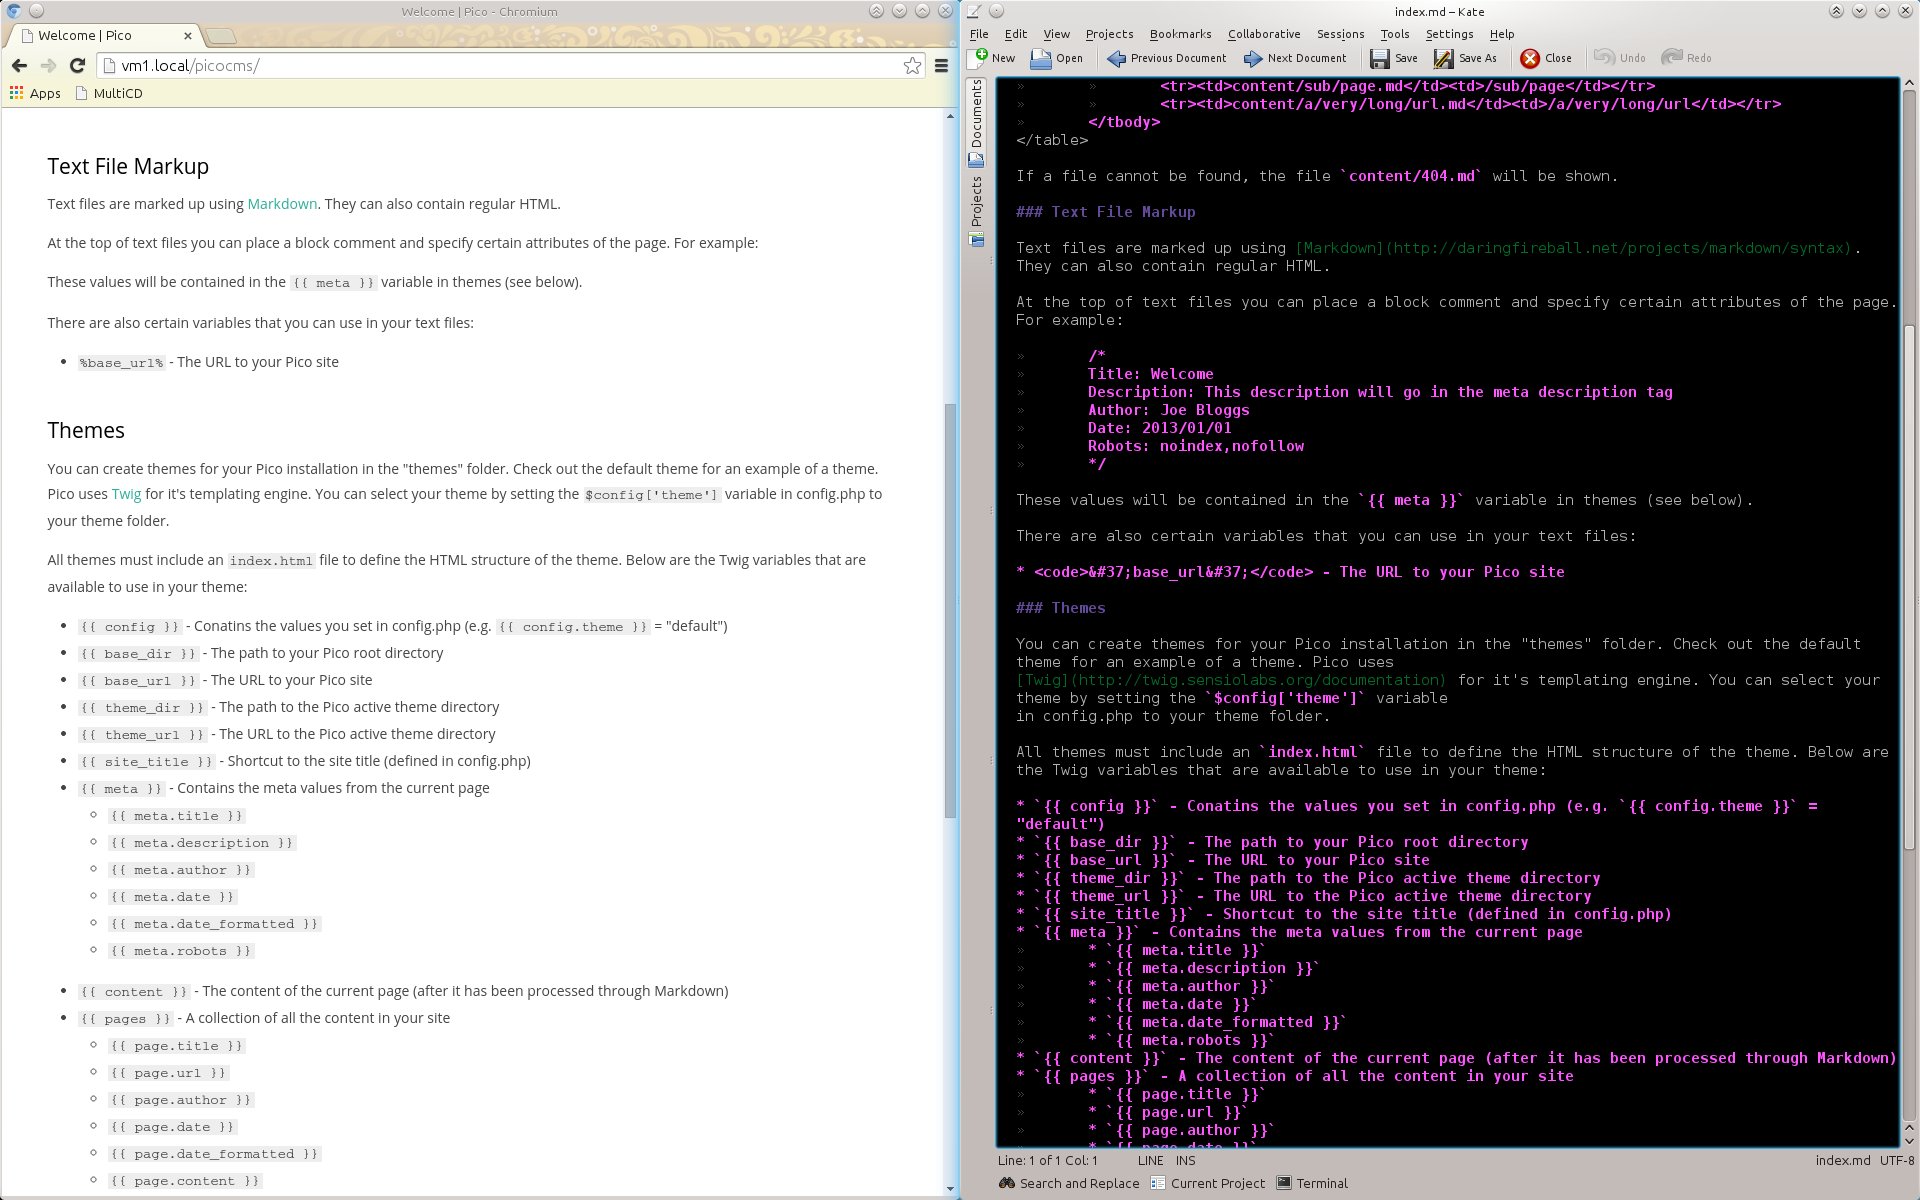 Welcome | Pico - Chromium
Welcome | Pico
vm1.local/picocms/
Apps MultiCD
Text File Markup
Text files are marked up using Markdown. They can also contain regular HTML.
At the top of text files you can place a block comment and specify certain attributes of the page. For example:
These values will be contained in the {{ meta }} variable in themes (see below).
There are also certain variables that you can use in your text files:
• %base_url% - The URL to your Pico site
Themes
You can create themes for your Pico installation in the "themes" folder. Check out the default theme for an example of a theme.
Pico uses Twig for it's templating engine. You can select your theme by setting the $config['theme'] variable in config.php to
your theme folder.
All themes must include an index.html file to define the HTML structure of the theme. Below are the Twig variables that are
available to use in your theme:
• {{ config }} - Conatins the values you set in config.php (e.g. {{ config.theme }} = "default")
• {{ base_dir }} - The path to your Pico root directory
• {{ base_url }} - The URL to your Pico site
• {{ theme_dir }} - The path to the Pico active theme directory
• {{ theme_url }} - The URL to the Pico active theme directory
• {{ site_title }} - Shortcut to the site title (defined in config.php)
• {{ meta }} - Contains the meta values from the current page
◦ {{ meta.title }}
◦ {{ meta.description }}
◦ {{ meta.author }}
◦ {{ meta.date }}
◦ {{ meta.date_formatted }}
◦ {{ meta.robots }}
• {{ content }} - The content of the current page (after it has been processed through Markdown)
• {{ pages }} - A collection of all the content in your site
◦ {{ page.title }}
◦ {{ page.url }}
◦ {{ page.author }}
◦ {{ page.date }}
◦ {{ page.date_formatted }}
◦ {{ page.content }}
index.md – Kate
File Edit View Projects Bookmarks Collaborative Sessions Tools Settings Help
New Open Previous Document Next Document Save Save As Close Undo Redo
Documents
Projects
» » <tr><td>content/sub/page.md</td><td>/sub/page</td></tr>
» » <tr><td>content/a/very/long/url.md</td><td>/a/very/long/url</td></tr>
» </tbody>
</table>
If a file cannot be found, the file `content/404.md` will be shown.
### Text File Markup
Text files are marked up using [Markdown](http://daringfireball.net/projects/markdown/syntax).
They can also contain regular HTML.
At the top of text files you can place a block comment and specify certain attributes of the page.
For example:
» /*
» Title: Welcome
» Description: This description will go in the meta description tag
» Author: Joe Bloggs
» Date: 2013/01/01
» Robots: noindex,nofollow
» */
These values will be contained in the `{{ meta }}` variable in themes (see below).
There are also certain variables that you can use in your text files:
* <code>&#37;base_url&#37;</code> - The URL to your Pico site
### Themes
You can create themes for your Pico installation in the "themes" folder. Check out the default
theme for an example of a theme. Pico uses
[Twig](http://twig.sensiolabs.org/documentation) for it's templating engine. You can select your
theme by setting the `$config['theme']` variable
in config.php to your theme folder.
All themes must include an `index.html` file to define the HTML structure of the theme. Below are
the Twig variables that are available to use in your theme:
* `{{ config }}` - Conatins the values you set in config.php (e.g. `{{ config.theme }}` =
"default")
* `{{ base_dir }}` - The path to your Pico root directory
* `{{ base_url }}` - The URL to your Pico site
* `{{ theme_dir }}` - The path to the Pico active theme directory
* `{{ theme_url }}` - The URL to the Pico active theme directory
* `{{ site_title }}` - Shortcut to the site title (defined in config.php)
* `{{ meta }}` - Contains the meta values from the current page
» * `{{ meta.title }}`
» * `{{ meta.description }}`
» * `{{ meta.author }}`
» * `{{ meta.date }}`
» * `{{ meta.date_formatted }}`
» * `{{ meta.robots }}`
* `{{ content }}` - The content of the current page (after it has been processed through Markdown)
* `{{ pages }}` - A collection of all the content in your site
» * `{{ page.title }}`
» * `{{ page.url }}`
» * `{{ page.author }}`
» * `{{ page.date }}`
Line: 1 of 1 Col: 1 LINE INS index.md UTF-8
Search and Replace Current Project Terminal